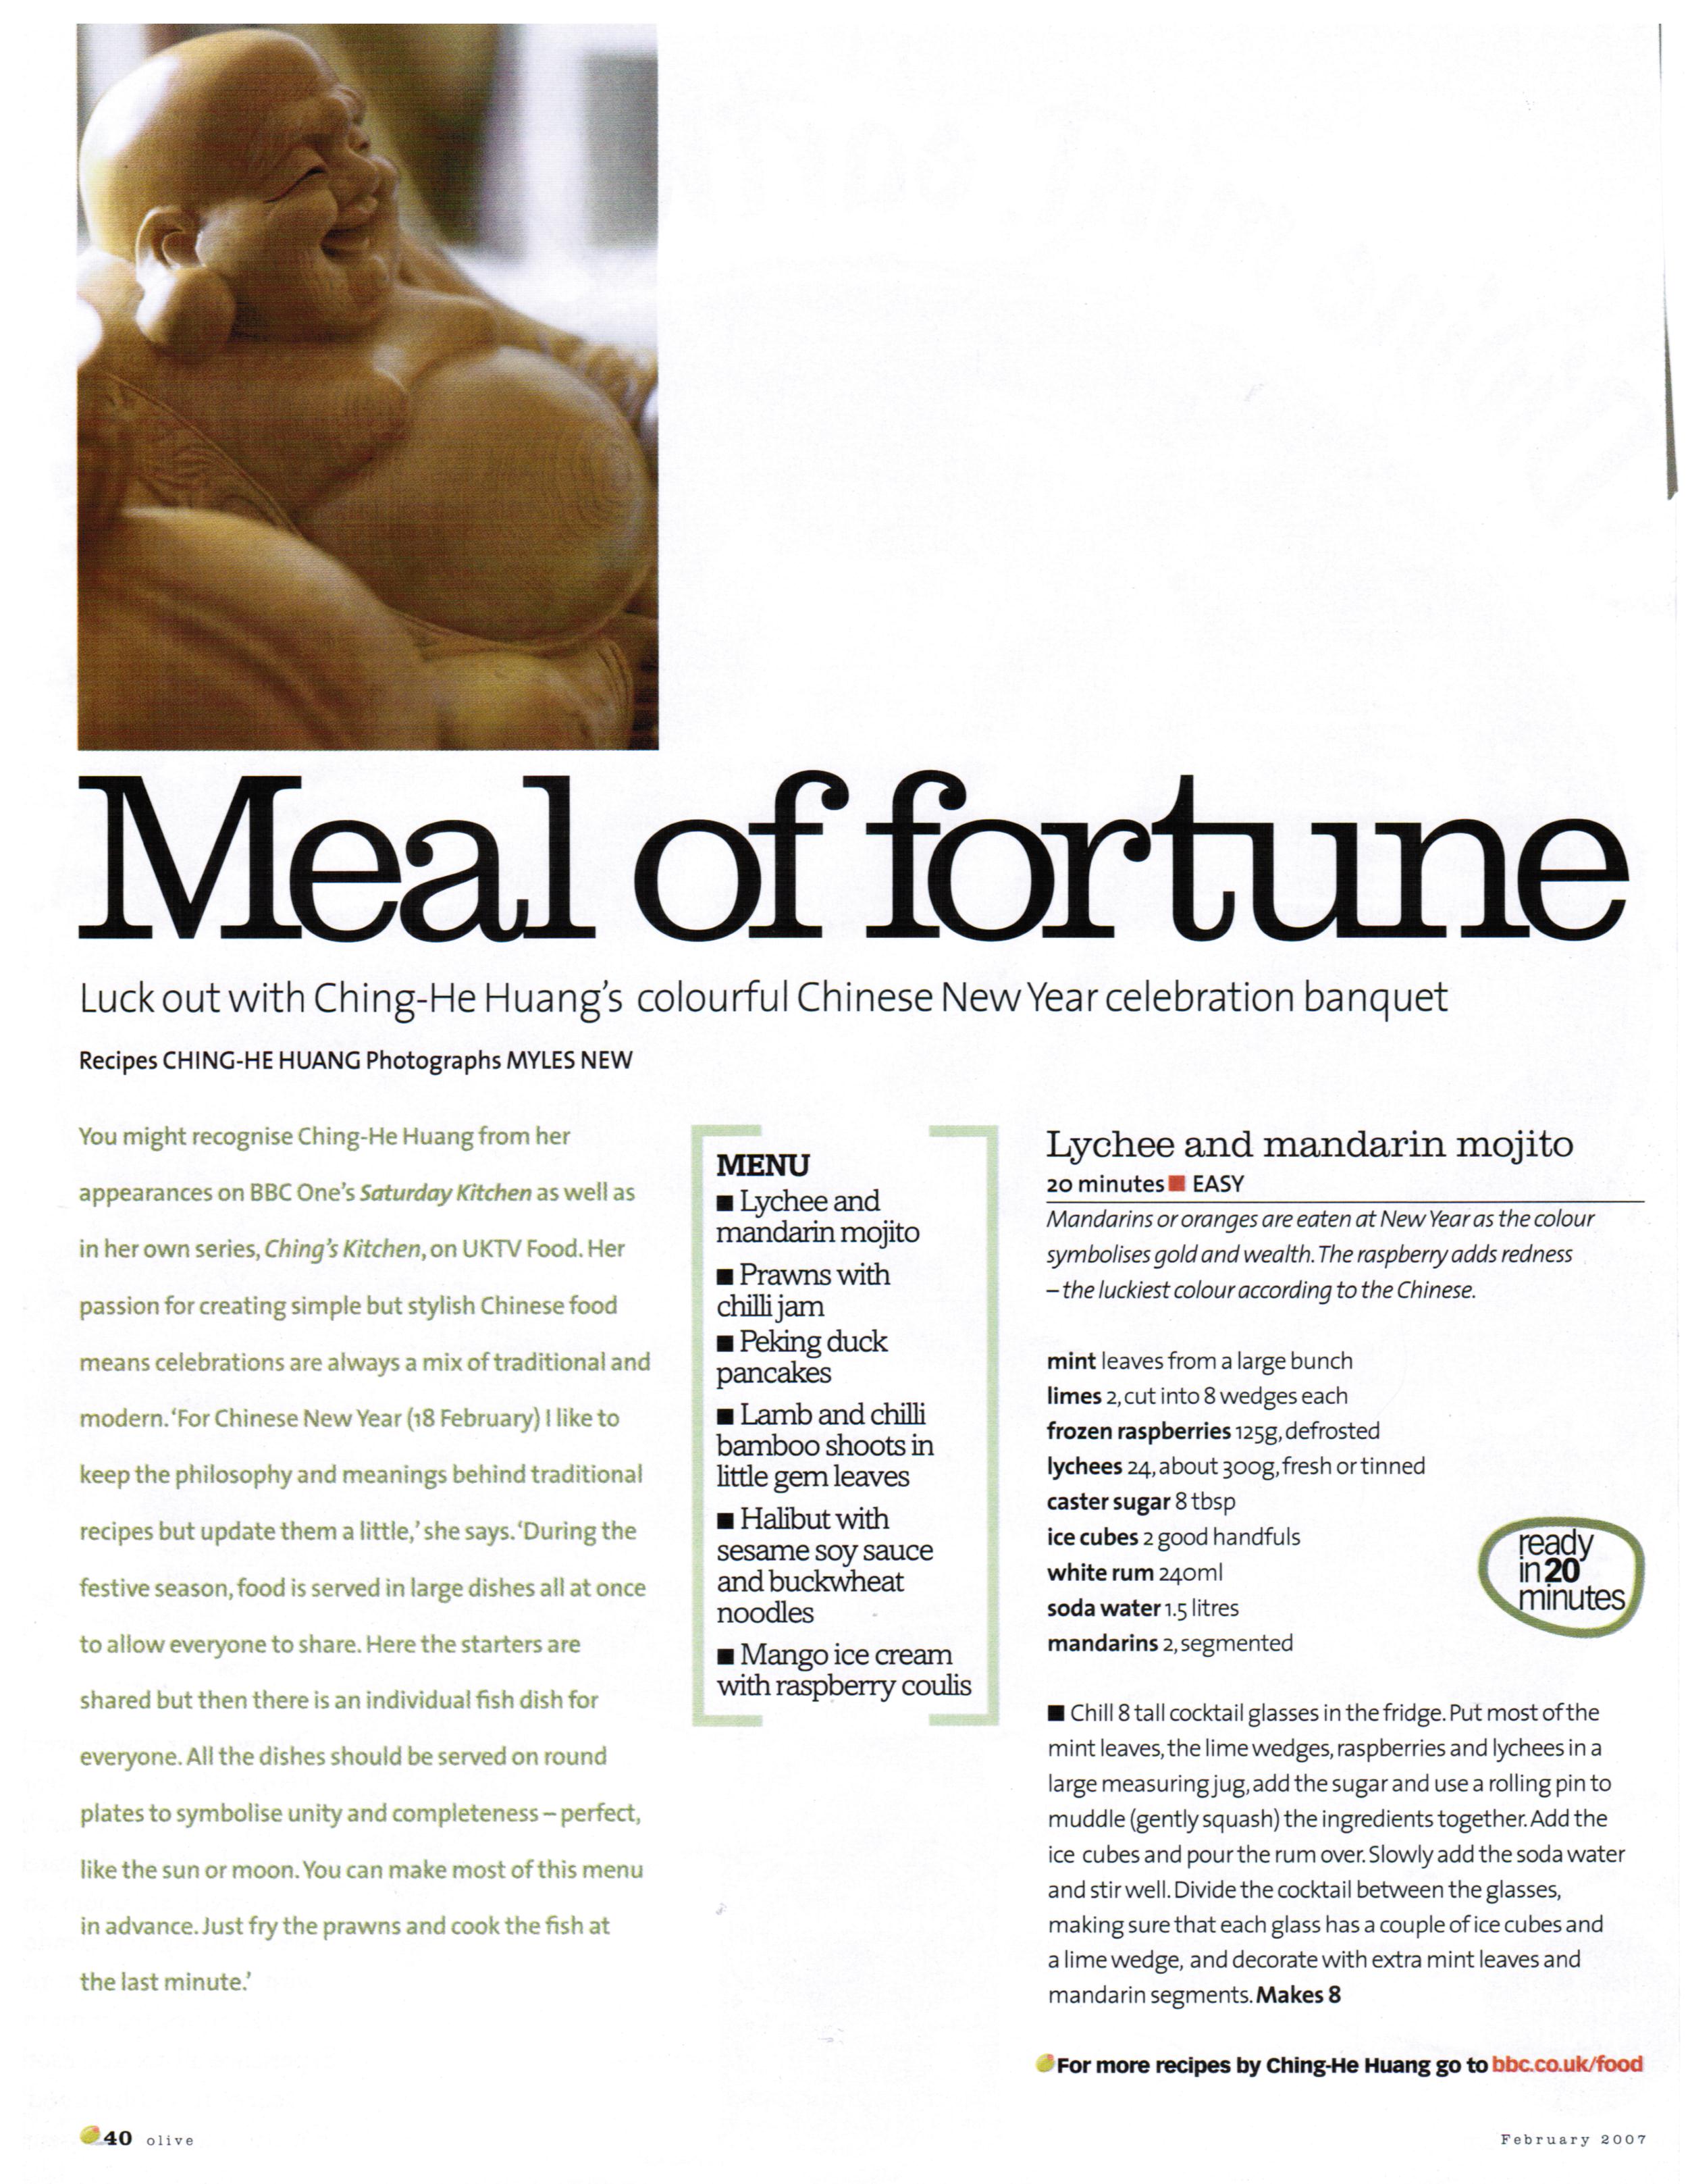 Meal of fortune
Luck out with Ching-He Huang's colourful Chinese New Year celebration banquet
Recipes CHING-HE HUANG Photographs MYLES NEW
You might recognise Ching-He Huang from her
appearances on BBC One's Saturday Kitchen as well as
in her own series, Ching's Kitchen, on UKTV Food. Her
passion for creating simple but stylish Chinese food
means celebrations are always a mix of traditional and
modern. 'For Chinese New Year (18 February) I like to
keep the philosophy and meanings behind traditional
recipes but update them a little,' she says. 'During the
festive season, food is served in large dishes all at once
to allow everyone to share. Here the starters are
shared but then there is an individual fish dish for
everyone. All the dishes should be served on round
plates to symbolise unity and completeness – perfect,
like the sun or moon. You can make most of this menu
in advance. Just fry the prawns and cook the fish at
the last minute.'
MENU
■ Lychee and
mandarin mojito
■ Prawns with
chilli jam
■ Peking duck
pancakes
■ Lamb and chilli
bamboo shoots in
little gem leaves
■ Halibut with
sesame soy sauce
and buckwheat
noodles
■ Mango ice cream
with raspberry coulis
Lychee and mandarin mojito
20 minutes ■ EASY
Mandarins or oranges are eaten at New Year as the colour
symbolises gold and wealth. The raspberry adds redness
– the luckiest colour according to the Chinese.
mint leaves from a large bunch
limes 2, cut into 8 wedges each
frozen raspberries 125g, defrosted
lychees 24, about 300g, fresh or tinned
caster sugar 8 tbsp
ice cubes 2 good handfuls
white rum 240ml
soda water 1.5 litres
mandarins 2, segmented
ready
in 20
minutes
■ Chill 8 tall cocktail glasses in the fridge. Put most of the
mint leaves, the lime wedges, raspberries and lychees in a
large measuring jug, add the sugar and use a rolling pin to
muddle (gently squash) the ingredients together. Add the
ice cubes and pour the rum over. Slowly add the soda water
and stir well. Divide the cocktail between the glasses,
making sure that each glass has a couple of ice cubes and
a lime wedge, and decorate with extra mint leaves and
mandarin segments. Makes 8
For more recipes by Ching-He Huang go to bbc.co.uk/food
40 olive
February 2007